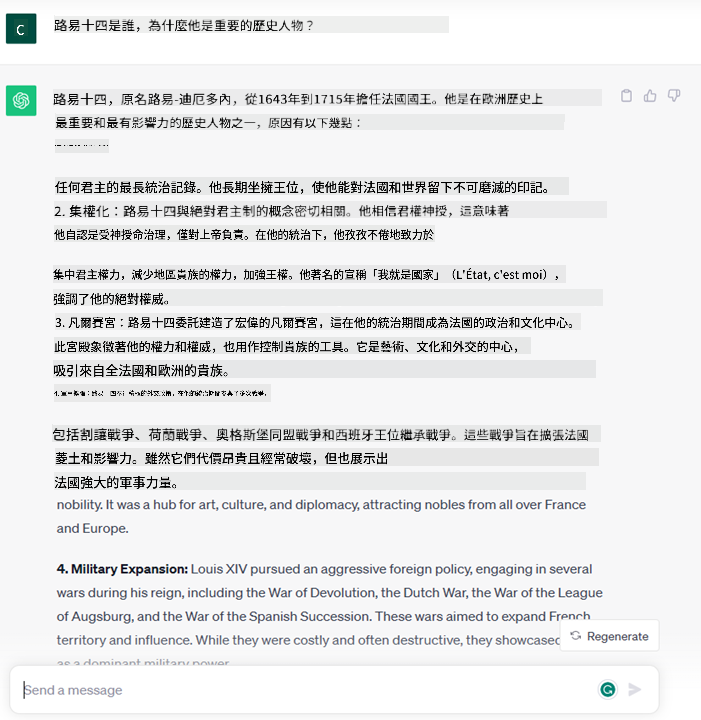 C
路易十四是誰，為什麼他是重要的歷史人物？
路易十四，原名路易-迪厄多內，從1643年到1715年擔任法國國王。他是在歐洲歷史上
最重要和最有影響力的歷史人物之一，原因有以下幾點：
任何君主的最長統治記錄。他長期坐擁王位，使他能對法國和世界留下不可磨滅的印記。
2. 集權化：路易十四與絕對君主制的概念密切相關。他相信君權神授，這意味著
他自認是受神授命治理，僅對上帝負責。在他的統治下，他孜孜不倦地致力於
集中君主權力，減少地區貴族的權力，加強王權。他著名的宣稱「我就是國家」（L'État, c'est moi），
強調了他的絕對權威。
3. 凡爾賽宮：路易十四委託建造了宏偉的凡爾賽宮，這在他的統治期間成為法國的政治和文化中心。
此宮殿象徵著他的權力和權威，也用作控制貴族的工具。它是藝術、文化和外交的中心，
吸引來自全法國和歐洲的貴族。
包括割讓戰爭、荷蘭戰爭、奧格斯堡同盟戰爭和西班牙王位繼承戰爭。這些戰爭旨在擴張法國
菱土和影響力。雖然它們代價昂貴且經常破壞，但也展示出
法國強大的軍事力量。
nobility. It was a hub for art, culture, and diplomacy, attracting nobles from all over France
and Europe.
4. Military Expansion: Louis XIV pursued an aggressive foreign policy, engaging in several
wars during his reign, including the War of Devolution, the Dutch War, the War of the League
of Augsburg, and the War of the Spanish Succession. These wars aimed to expand French
territory and influence. While they were costly and often destructive, they showcased
Regenerate
as a dominant military power
Send a message